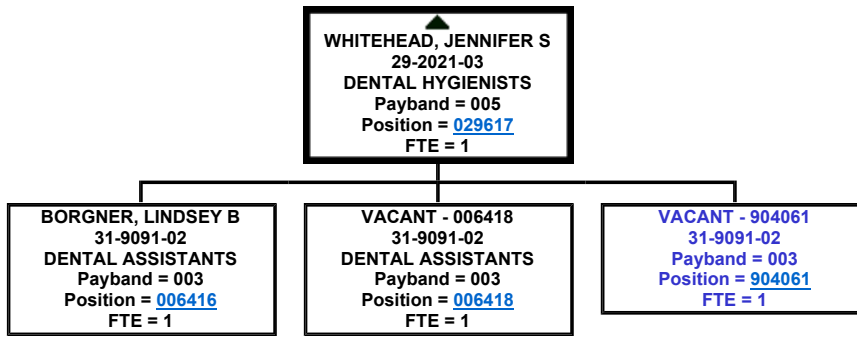 WHITEHEAD, JENNIFER S
29-2021-03
DENTAL HYGIENISTS
Payband = 005
Position = 029617
FTE = 1
BORGNER, LINDSEY B
31-9091-02
DENTAL ASSISTANTS
Payband = 003
Position = 006416
FTE = 1
VACANT - 006418
31-9091-02
DENTAL ASSISTANTS
Payband = 003
Position = 006418
FTE = 1
VACANT - 904061
31-9091-02
Payband = 003
Position = 904061
FTE = 1